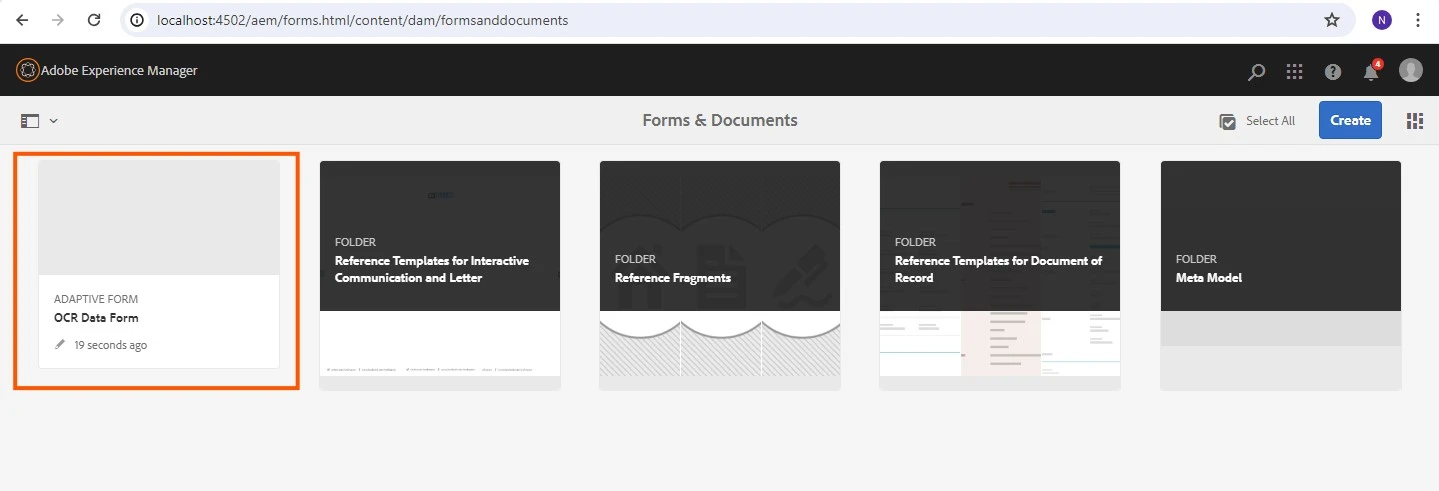 localhost:4502/aem/forms.html/content/dam/formsanddocuments
N
Adobe Experience Manager
4
Forms & Documents
Select All
Create
ADAPTIVE FORM
OCR Data Form
19 seconds ago
FOLDER
Reference Templates for Interactive
Communication and Letter
FOLDER
Reference Fragments
FOLDER
Reference Templates for Document of
Record
FOLDER
Meta Model